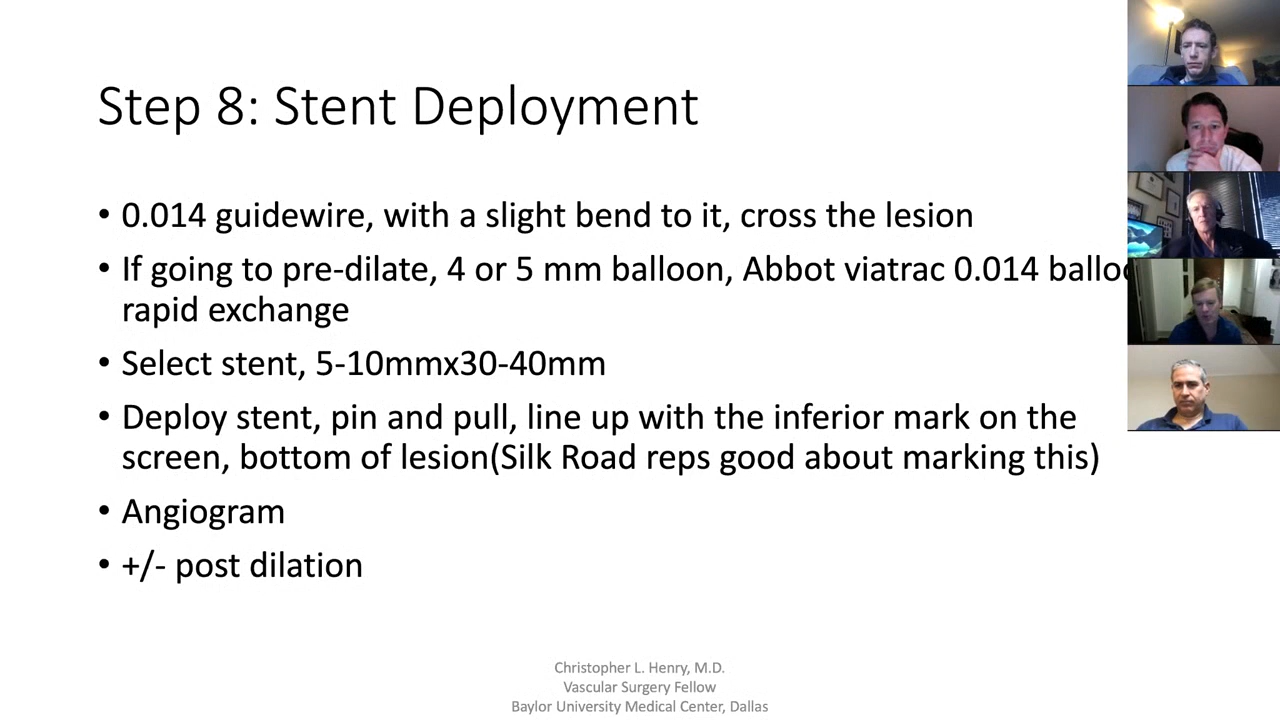 Step 8: Stent Deployment
• 0.014 guidewire, with a slight bend to it, cross the lesion
• If going to pre-dilate, 4 or 5 mm balloon, Abbot viatrac 0.014
rapid exchange
• Select stent, 5-10mmx30-40mm
• Deploy stent, pin and pull, line up with the inferior mark on the
screen, bottom of lesion(Silk Road reps good about marking this)
• Angiogram
• +/- post dilation
Christopher L. Henry, M.D.
Vascular Surgery Fellow
Baylor University Medical Center, Dallas